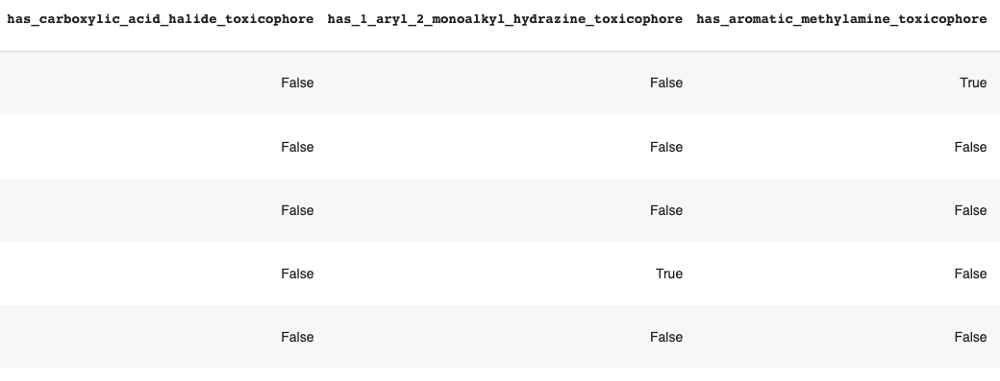 has_carboxylic_acid_halide_toxicophore has_1_aryl_2_monoalkyl_hydrazine_toxicophore has_aromatic_methylamine_toxicophore
False False True
False False False
False False False
False True False
False False False